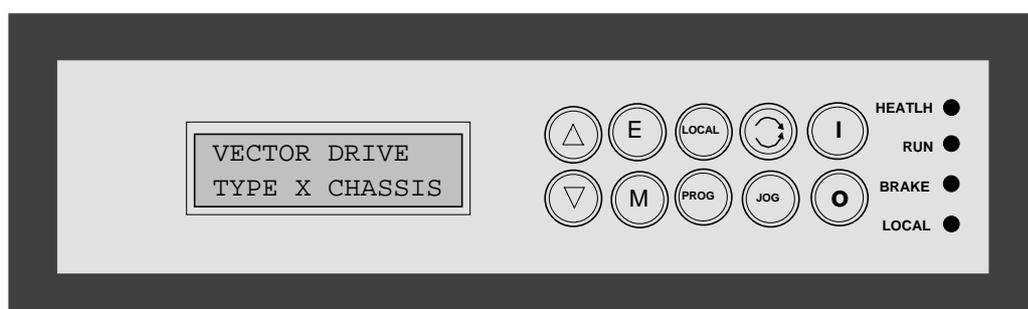 VECTOR DRIVE
TYPE X CHASSIS
E
LOCAL
I
M
PROG
JOG
O
HEATLH
RUN
BRAKE
LOCAL